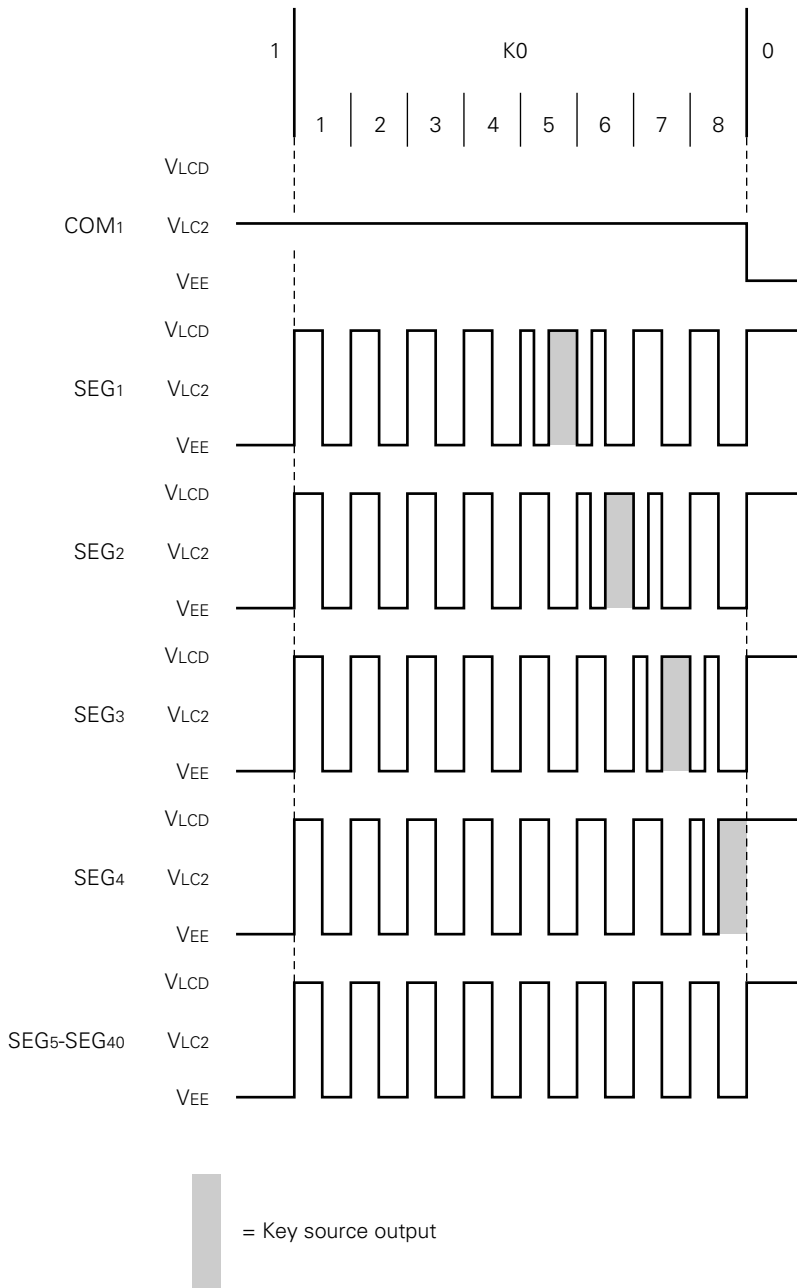 1 K0 0
1 2 3 4 5 6 7 8
VLCD
COM1 VLC2
VEE
VLCD
SEG1 VLC2
VEE
VLCD
SEG2 VLC2
VEE
VLCD
SEG3 VLC2
VEE
VLCD
SEG4 VLC2
VEE
VLCD
SEG5-SEG40 VLC2
VEE
= Key source output